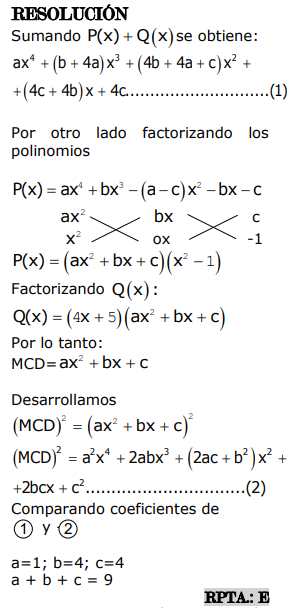 RESOLUCIÓN
Sumando P(x) + Q(x) se obtiene:
ax⁴ + (b + 4a)x³ + (4b + 4a + c)x² +
+(4c + 4b)x + 4c..............................(1)
Por otro lado factorizando los
polinomios
P(x) = ax⁴ + bx³ − (a − c)x² − bx − c
ax² bx c
x² ox -1
P(x) = (ax² + bx + c)(x² − 1)
Factorizando Q(x):
Q(x) = (4x + 5)(ax² + bx + c)
Por lo tanto:
MCD= ax² + bx + c
Desarrollamos
(MCD)² = (ax² + bx + c)²
(MCD)² = a²x⁴ + 2abx³ + (2ac + b²)x² +
+2bcx + c².................................(2)
Comparando coeficientes de
① y ②
a=1; b=4; c=4
a + b + c = 9
RPTA.: E